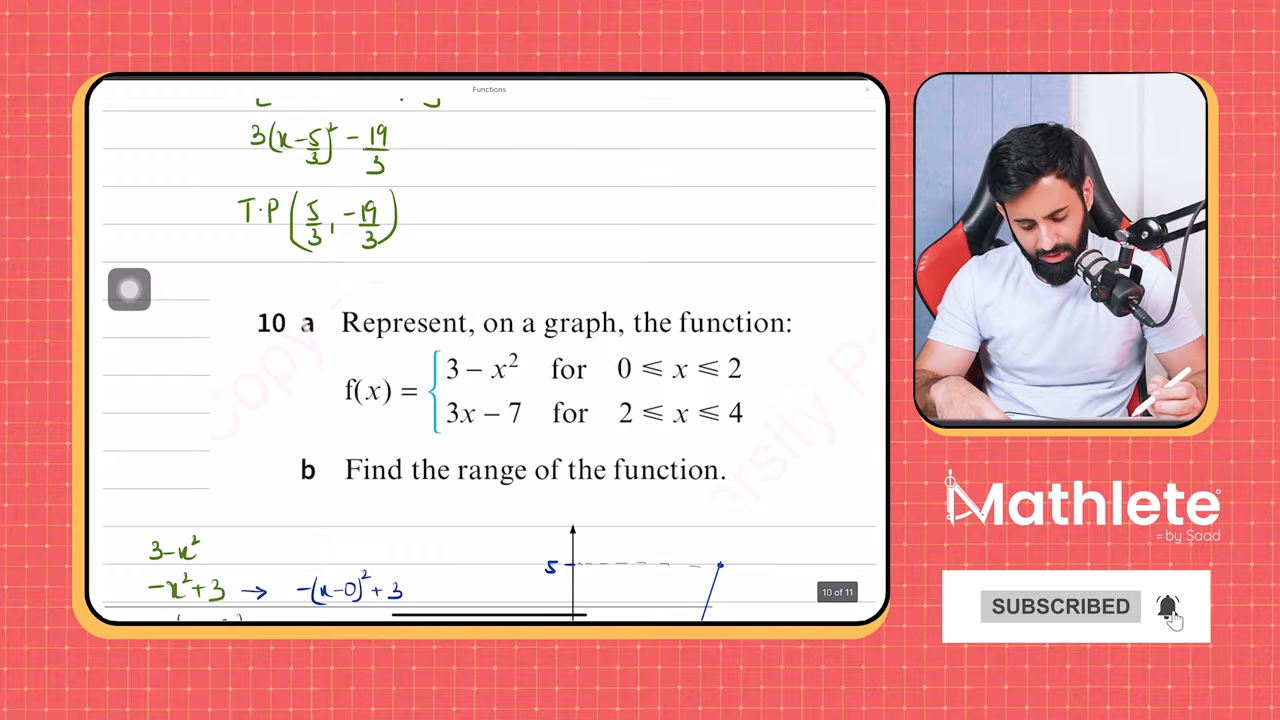 Functions
3(x-5/3)² - 19/3
T.P (5/3, -19/3)
10 a Represent, on a graph, the function:
f(x) = { 3 − x² for 0 ⩽ x ⩽ 2
3x − 7 for 2 ⩽ x ⩽ 4
b Find the range of the function.
3-x²
-x²+3 → -(x-0)²+3
5
10 of 11
Mathlete
=by Saad
SUBSCRIBED